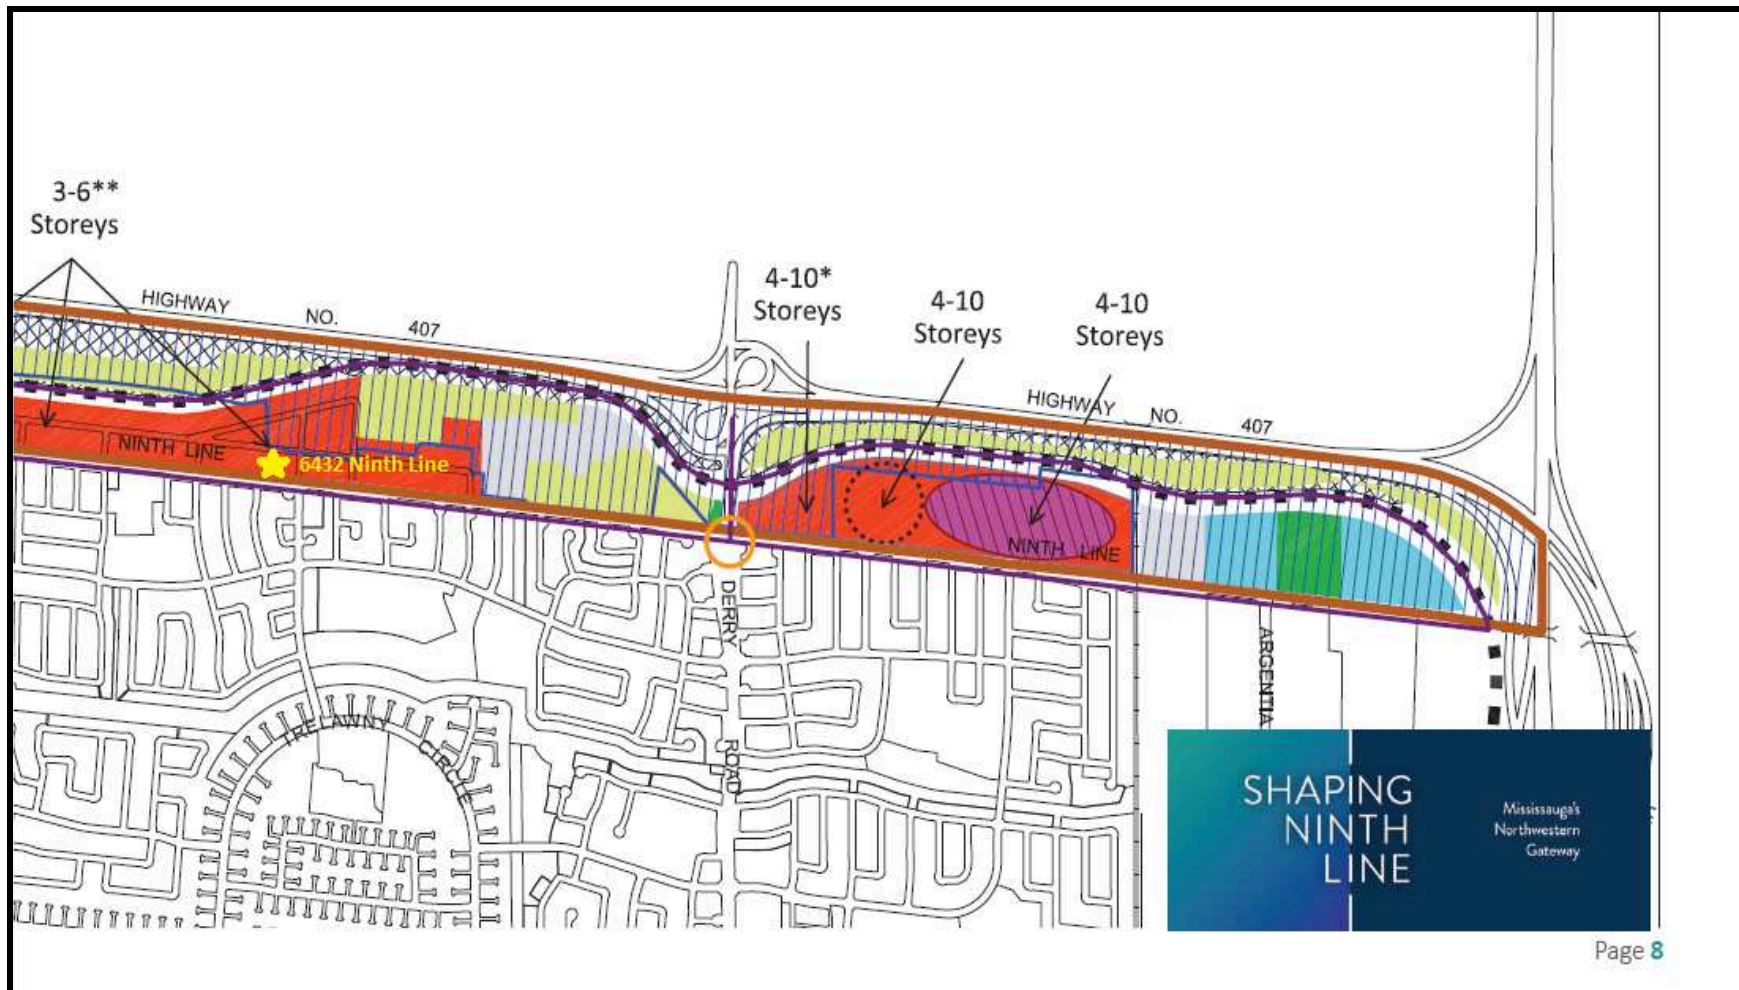 3-6**
Storeys
HIGHWAY NO. 407
4-10*
Storeys
4-10
Storeys
4-10
Storeys
HIGHWAY NO. 407
NINTH LINE
6432 Ninth Line
NINTH LINE
DERRY
ROAD
ARGENTIA
TRELAWNY
CIRCLE
SHAPING
NINTH
LINE
Mississauga's
Northwestern
Gateway
Page 8